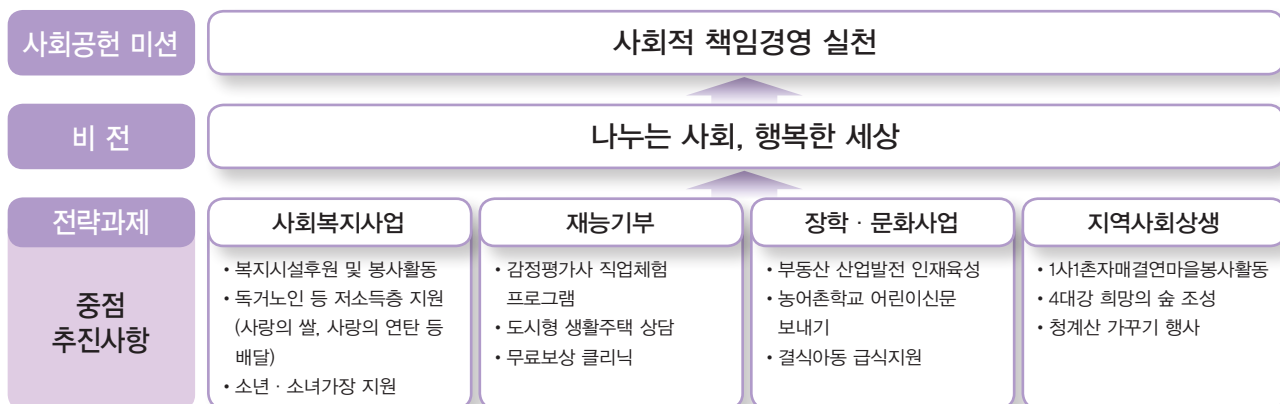 사회공헌 미션
사회적 책임경영 실천
비 전
나누는 사회, 행복한 세상
전략과제
중점
추진사항
사회복지사업
• 복지시설후원 및 봉사활동
• 독거노인 등 저소득층 지원
(사랑의 쌀, 사랑의 연탄 등
배달)
• 소년 · 소녀가장 지원
재능기부
• 감정평가사 직업체험
프로그램
• 도시형 생활주택 상담
• 무료보상 클리닉
장학 · 문화사업
• 부동산 산업발전 인재육성
• 농어촌학교 어린이신문
보내기
• 결식아동 급식지원
지역사회상생
• 1사1촌자매결연마을봉사활동
• 4대강 희망의 숲 조성
• 청계산 가꾸기 행사